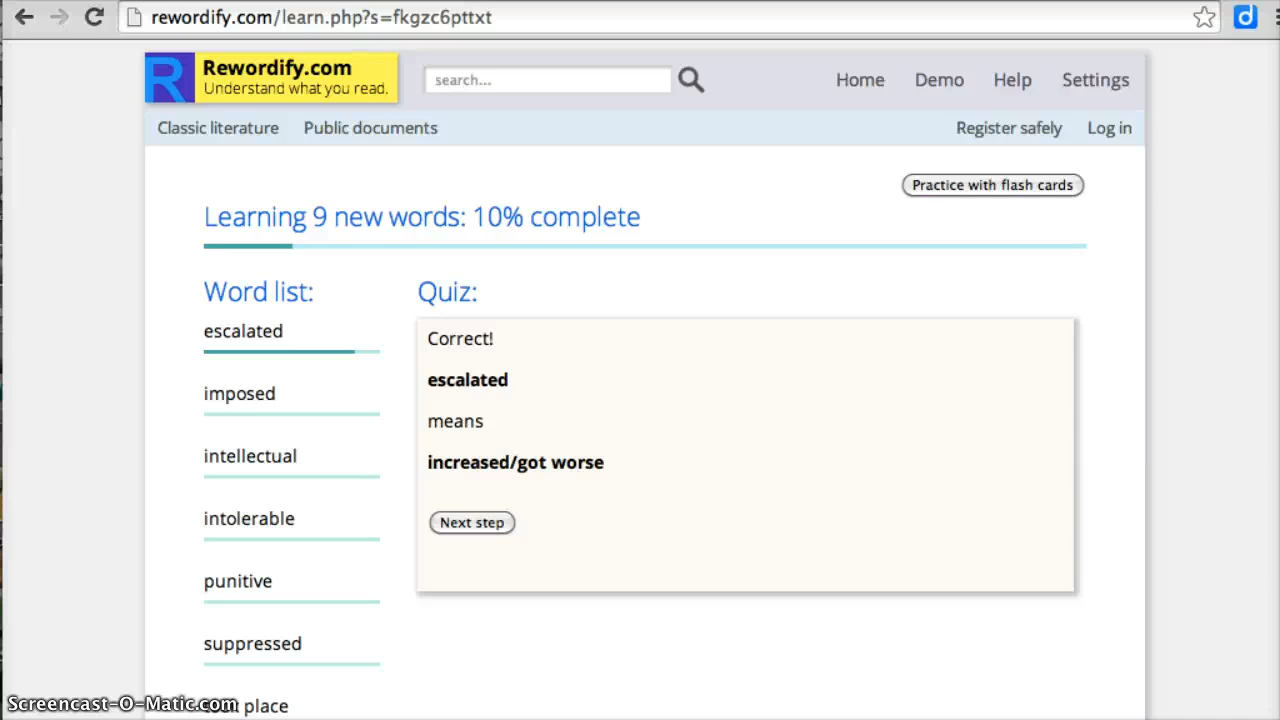 rewordify.com/learn.php?s=fkgzc6pttxt
Rewordify.com
Understand what you read.
search...
Home Demo Help Settings
Classic literature Public documents Register safely Log in
Practice with flash cards
Learning 9 new words: 10% complete
Word list:
escalated
imposed
intellectual
intolerable
punitive
suppressed
place
Quiz:
Correct!
escalated
means
increased/got worse
Next step
Screencast-O-Matic.com